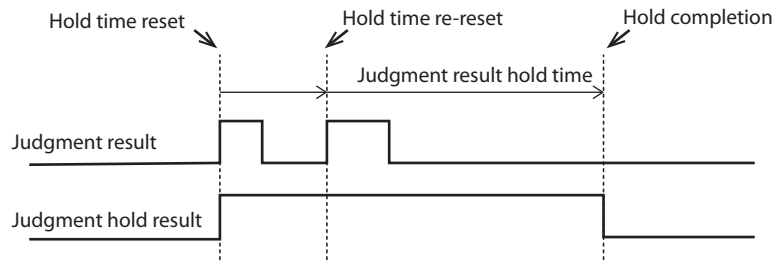 Hold time reset
Hold time re-reset
Hold completion
Judgment result hold time
Judgment result
Judgment hold result